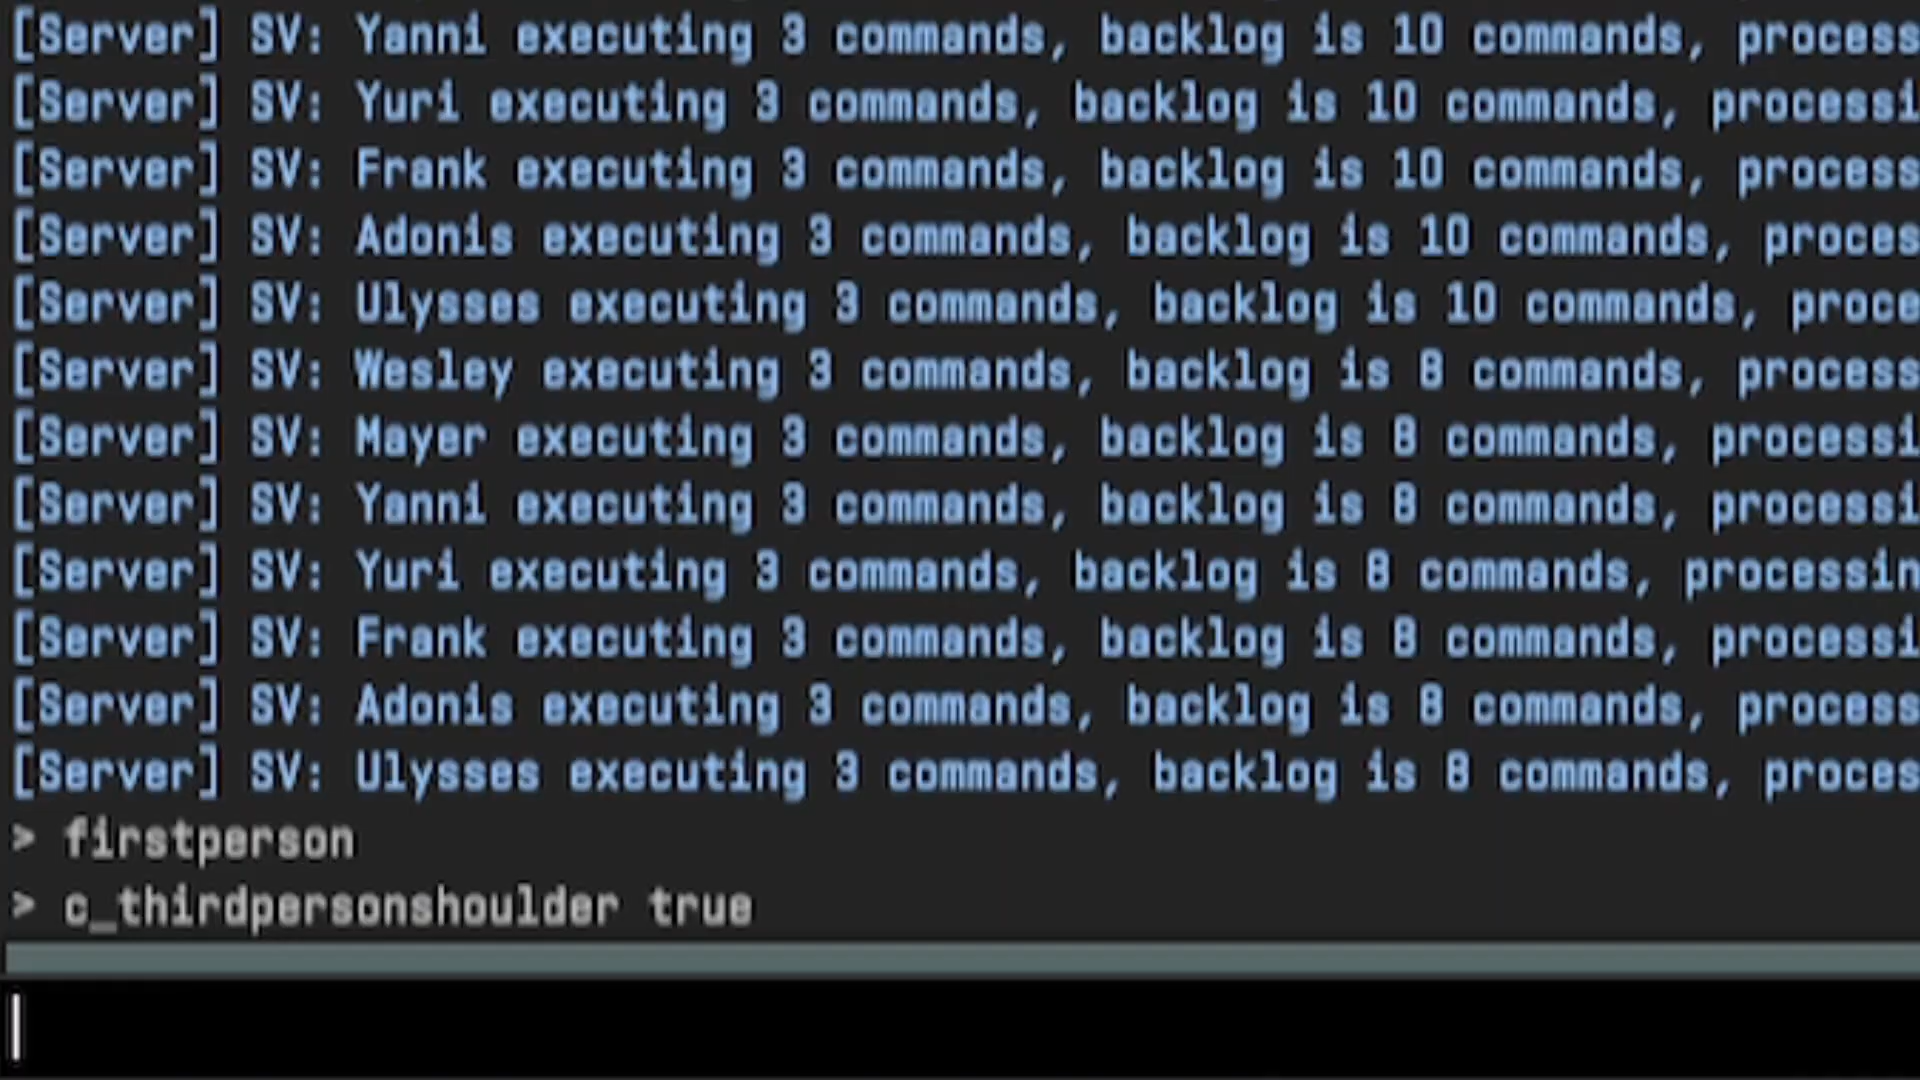 [Server] SV: Yanni executing 3 commands, backlog is 10 commands, process
[Server] SV: Yuri executing 3 commands, backlog is 10 commands, processi
[Server] SV: Frank executing 3 commands, backlog is 10 commands, process
[Server] SV: Adonis executing 3 commands, backlog is 10 commands, proces
[Server] SV: Ulysses executing 3 commands, backlog is 10 commands, proce
[Server] SV: Wesley executing 3 commands, backlog is 8 commands, process
[Server] SV: Mayer executing 3 commands, backlog is 8 commands, processi
[Server] SV: Yanni executing 3 commands, backlog is 8 commands, processi
[Server] SV: Yuri executing 3 commands, backlog is 8 commands, processin
[Server] SV: Frank executing 3 commands, backlog is 8 commands, processi
[Server] SV: Adonis executing 3 commands, backlog is 8 commands, process
[Server] SV: Ulysses executing 3 commands, backlog is 8 commands, proces
> firstperson
> c_thirdpersonshoulder true